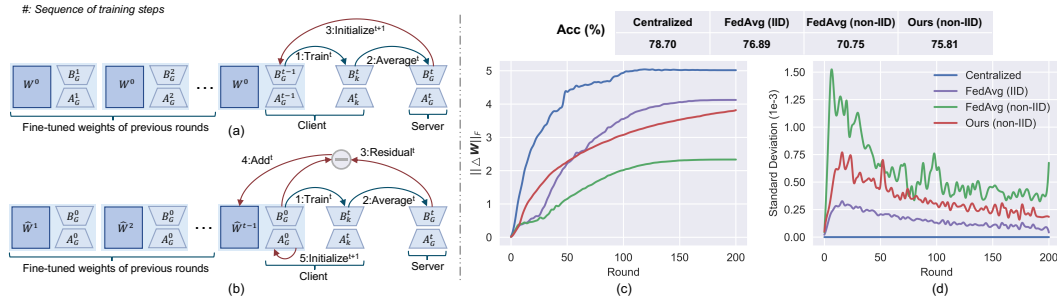 #: Sequence of training steps
3:Initialize^{t+1}
1:Train^t
2:Average^t
W^0
B_G^1
A_G^1
W^0
B_G^2
A_G^2
...
W^0
B_G^{t-1}
A_G^{t-1}
B_k^t
A_k^t
B_G^t
A_G^t
Fine-tuned weights of previous rounds
Client
Server
(a)
4:Add^t
3:Residual^t
1:Train^t
2:Average^t
Ŵ^1
B_G^0
A_G^0
Ŵ^2
B_G^0
A_G^0
...
Ŵ^{t-1}
B_G^0
A_G^0
B_k^t
A_k^t
B_G^t
A_G^t
5:Initialize^{t+1}
Fine-tuned weights of previous rounds
Client
Server
(b)
Acc (%)
Centralized FedAvg (IID) FedAvg (non-IID) Ours (non-IID)
78.70 76.89 70.75 75.81
||△W||_F
5
4
3
2
1
0
0 50 100 150 200
Round
(c)
Standard Deviation (1e-3)
1.50
1.25
1.00
0.75
0.50
0.25
0.00
Centralized
FedAvg (IID)
FedAvg (non-IID)
Ours (non-IID)
0 50 100 150 200
Round
(d)